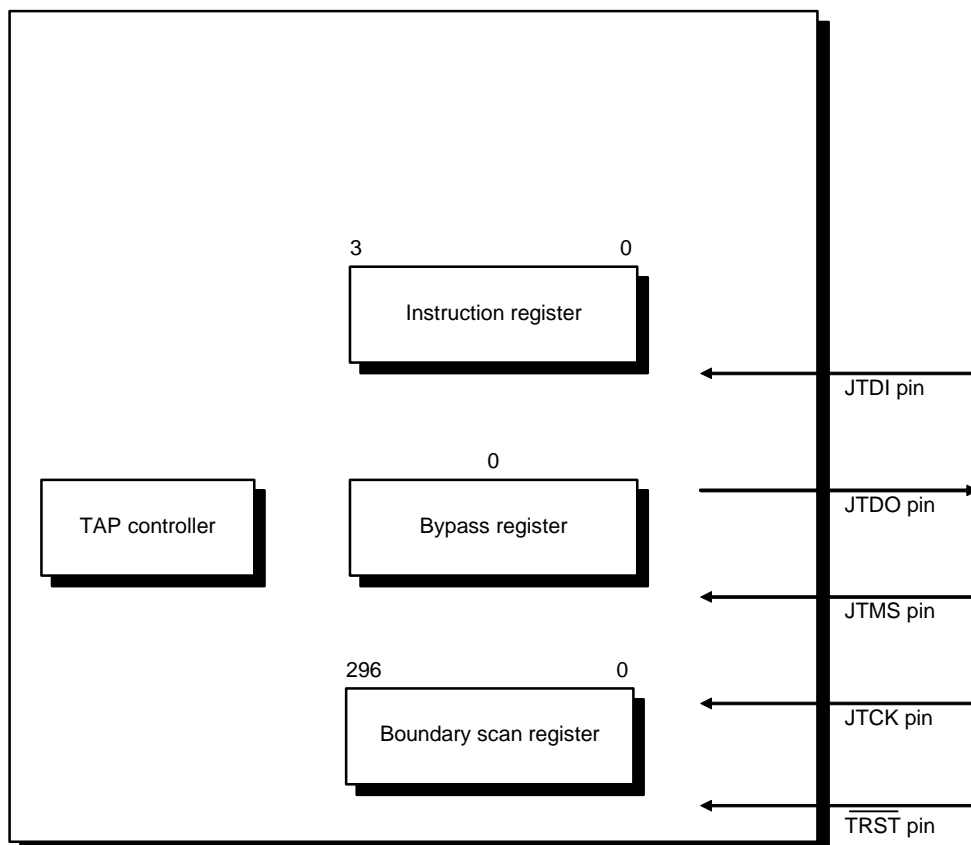 3 0
Instruction register
JTDI pin
0
TAP controller
Bypass register
JTDO pin
JTMS pin
296 0
Boundary scan register
JTCK pin
T̅R̅S̅T̅ pin